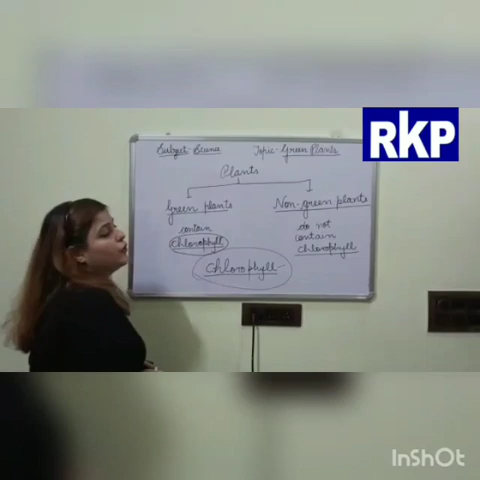 RKP
Subject- Science Topic- Green Plants
Plants
Green plants Non-green plants
contain do not
Chlorophyll contain
chlorophyll
Chlorophyll
InShOt